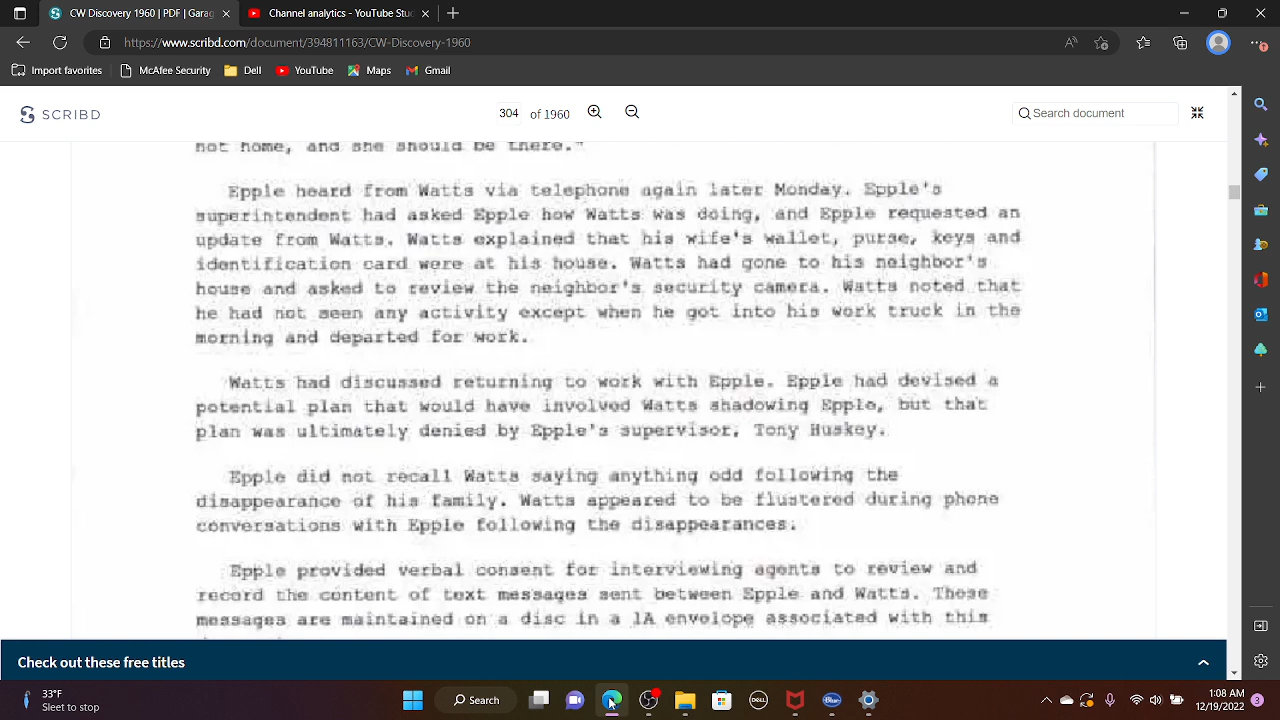 CW Discovery 1960 | PDF | Garag
Channel analytics - YouTube Stu
https://www.scribd.com/document/394811163/CW-Discovery-1960
Import favorites
McAfee Security
Dell
YouTube
Maps
Gmail
SCRIBD
304 of 1960
Search document
not home, and she should be there."
Epple heard from Watts via telephone again later Monday. Epple's
superintendent had asked Epple how Watts was doing, and Epple requested an
update from Watts. Watts explained that his wife's wallet, purse, keys and
identification card were at his house. Watts had gone to his neighbor's
house and asked to review the neighbor's security camera. Watts noted that
he had not seen any activity except when he got into his work truck in the
morning and departed for work.
Watts had discussed returning to work with Epple. Epple had devised a
potential plan that would have involved Watts shadowing Epple, but that
plan was ultimately denied by Epple's supervisor, Tony Huskey.
Epple did not recall Watts saying anything odd following the
disappearance of his family. Watts appeared to be flustered during phone
conversations with Epple following the disappearances.
Epple provided verbal consent for interviewing agents to review and
record the content of text messages sent between Epple and Watts. These
messages are maintained on a disc in a 1A envelope associated with this
Check out these free titles
33°F
Sleet to stop
Search
DELL
Blue
1:08 AM
12/19/2022
3